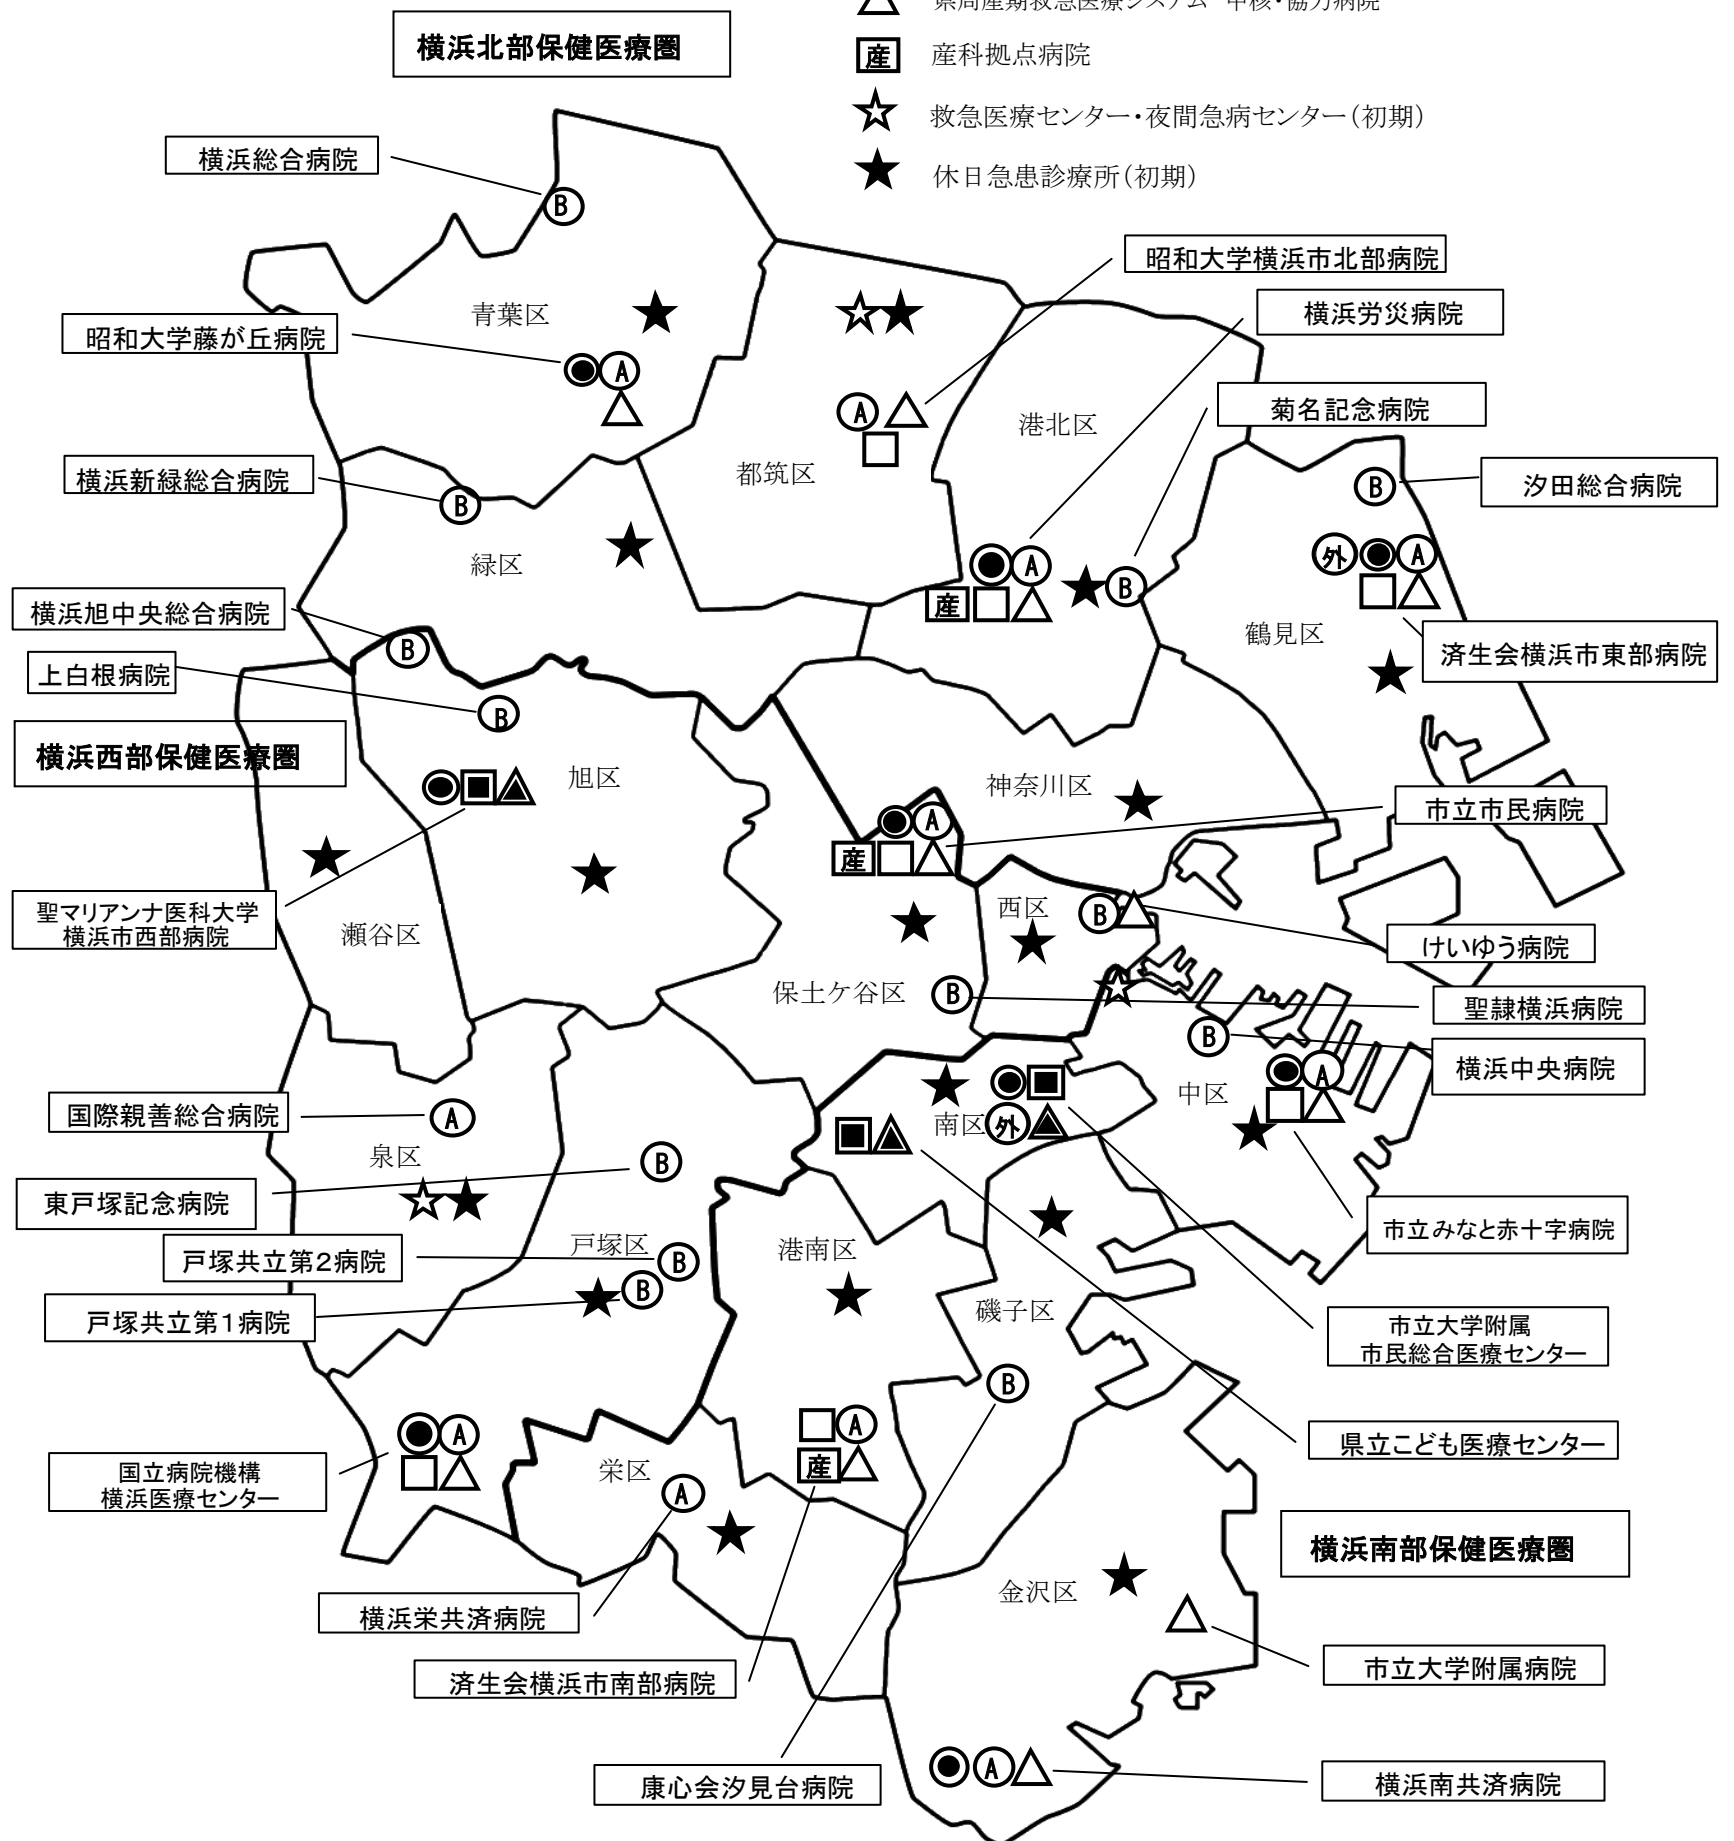 県周産期救急医療システム 中核・協力病院
横浜北部保健医療圏
産 産科拠点病院
救急医療センター・夜間急病センター(初期)
休日急患診療所(初期)
横浜総合病院
B
昭和大学横浜市北部病院
横浜労災病院
青葉区
昭和大学藤が丘病院
A
A
菊名記念病院
港北区
都筑区
横浜新緑総合病院
B
B
汐田総合病院
緑区
A
外 A
産
B
横浜旭中央総合病院
B
鶴見区
済生会横浜市東部病院
上白根病院
B
横浜西部保健医療圏
旭区
神奈川区
市立市民病院
A
産
聖マリアンナ医科大学
横浜市西部病院
瀬谷区
西区
B
けいゆう病院
保土ケ谷区
B
聖隷横浜病院
B
横浜中央病院
中区
A
国際親善総合病院
A
南区
外
泉区
B
東戸塚記念病院
市立みなと赤十字病院
戸塚区
港南区
戸塚共立第2病院
B
戸塚共立第1病院
B
磯子区
市立大学附属
市民総合医療センター
B
A
A
県立こども医療センター
国立病院機構
横浜医療センター
栄区
産
A
横浜南部保健医療圏
金沢区
横浜栄共済病院
市立大学附属病院
済生会横浜市南部病院
康心会汐見台病院
A
横浜南共済病院